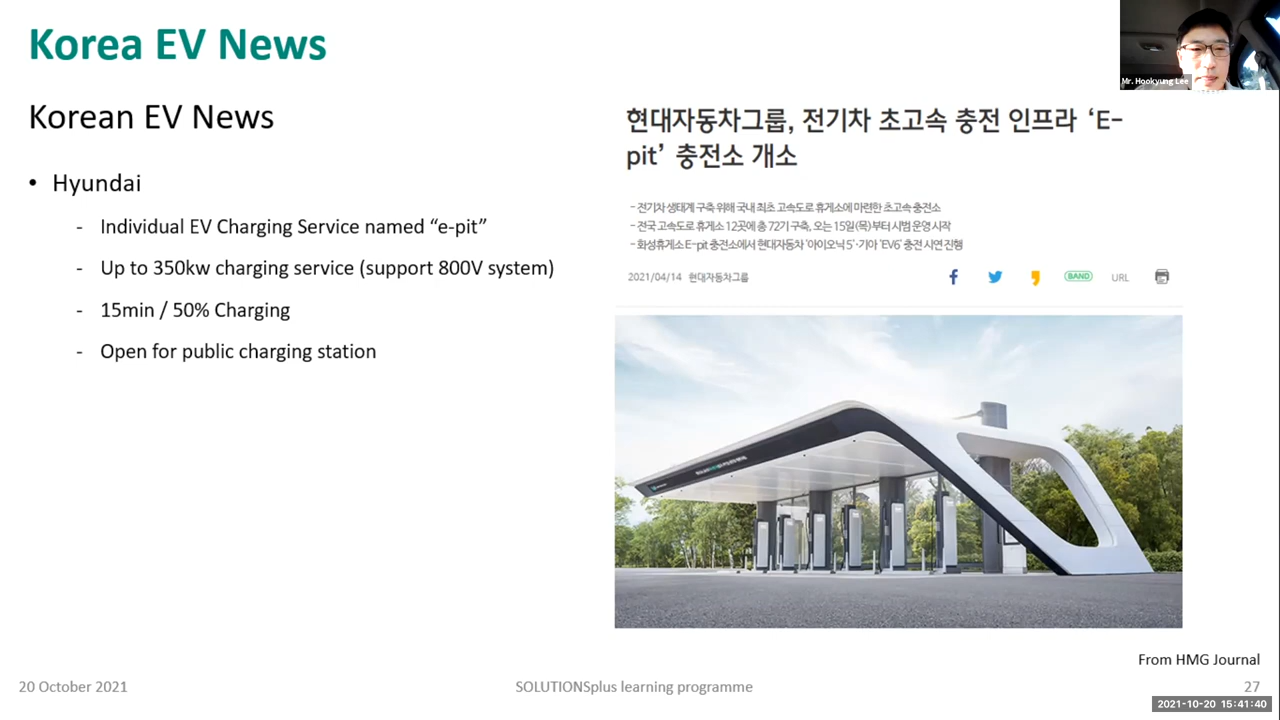 Korea EV News
Mr. Hookyung Lee
Korean EV News
• Hyundai
- Individual EV Charging Service named “e-pit”
- Up to 350kw charging service (support 800V system)
- 15min / 50% Charging
- Open for public charging station
현대자동차그룹, 전기차 초고속 충전 인프라 ‘E-
pit’ 충전소 개소
- 전기차 생태계 구축 위해 국내 최초 고속도로 휴게소에 마련한 초고속 충전소
- 전국 고속도로 휴게소 12곳에 총 72기 구축, 오는 15일(목)부터 시범 운영 시작
- 화성휴게소 E-pit 충전소에서 현대자동차 ‘아이오닉 5’·기아 ‘EV6’ 충전 시연 진행
2021/04/14 현대자동차그룹
BAND URL
From HMG Journal
20 October 2021 SOLUTIONSplus learning programme 27
2021-10-20 15:41:40